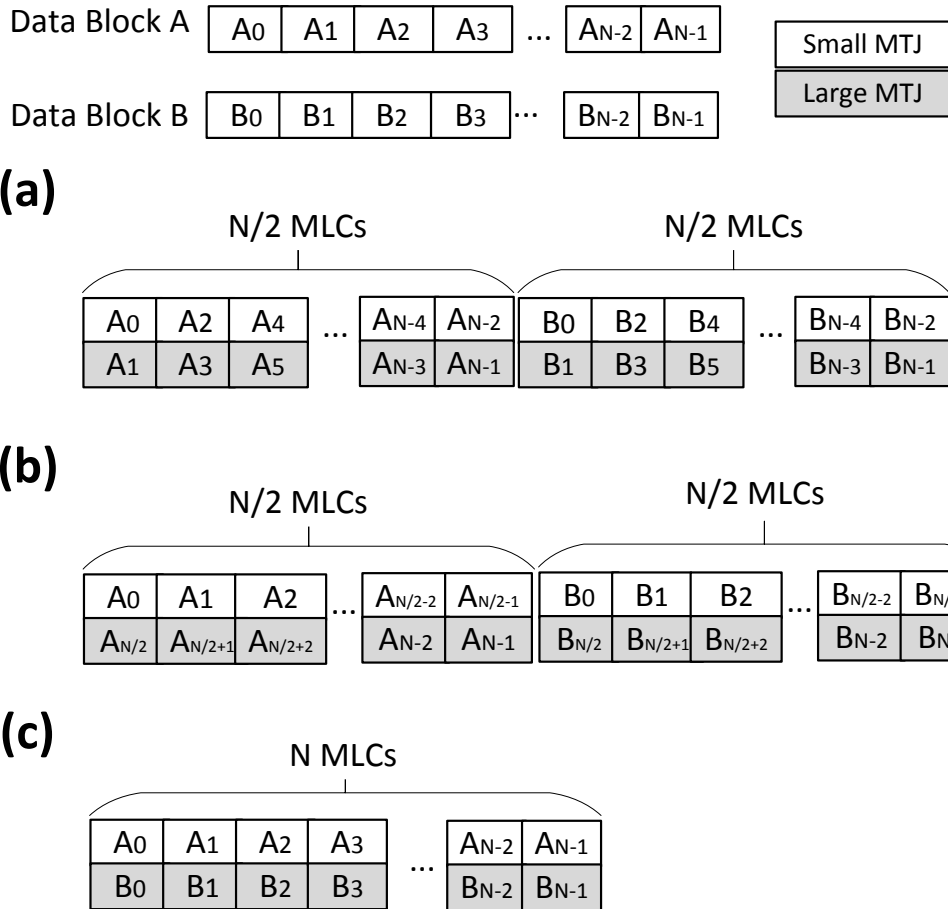 Data Block A A0 A1 A2 A3 ... AN-2 AN-1
Small MTJ
Large MTJ
Data Block B B0 B1 B2 B3 ... BN-2 BN-1
(a)
N/2 MLCs N/2 MLCs
A0 A2 A4 ... AN-4 AN-2 B0 B2 B4 ... BN-4 BN-2
A1 A3 A5 AN-3 AN-1 B1 B3 B5 BN-3 BN-1
(b)
N/2 MLCs N/2 MLCs
A0 A1 A2 ... AN/2-2 AN/2-1 B0 B1 B2 ... BN/2-2 BN/
AN/2 AN/2+1 AN/2+2 AN-2 AN-1 BN/2 BN/2+1 BN/2+2 BN-2 BN
(c)
N MLCs
A0 A1 A2 A3 ... AN-2 AN-1
B0 B1 B2 B3 BN-2 BN-1